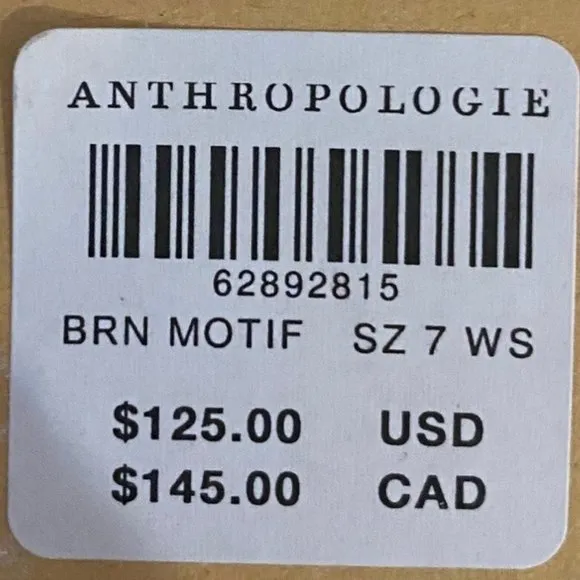 ANTHROPOLOGIE
62892815
BRN MOTIF SZ 7 WS
$125.00 USD
$145.00 CAD